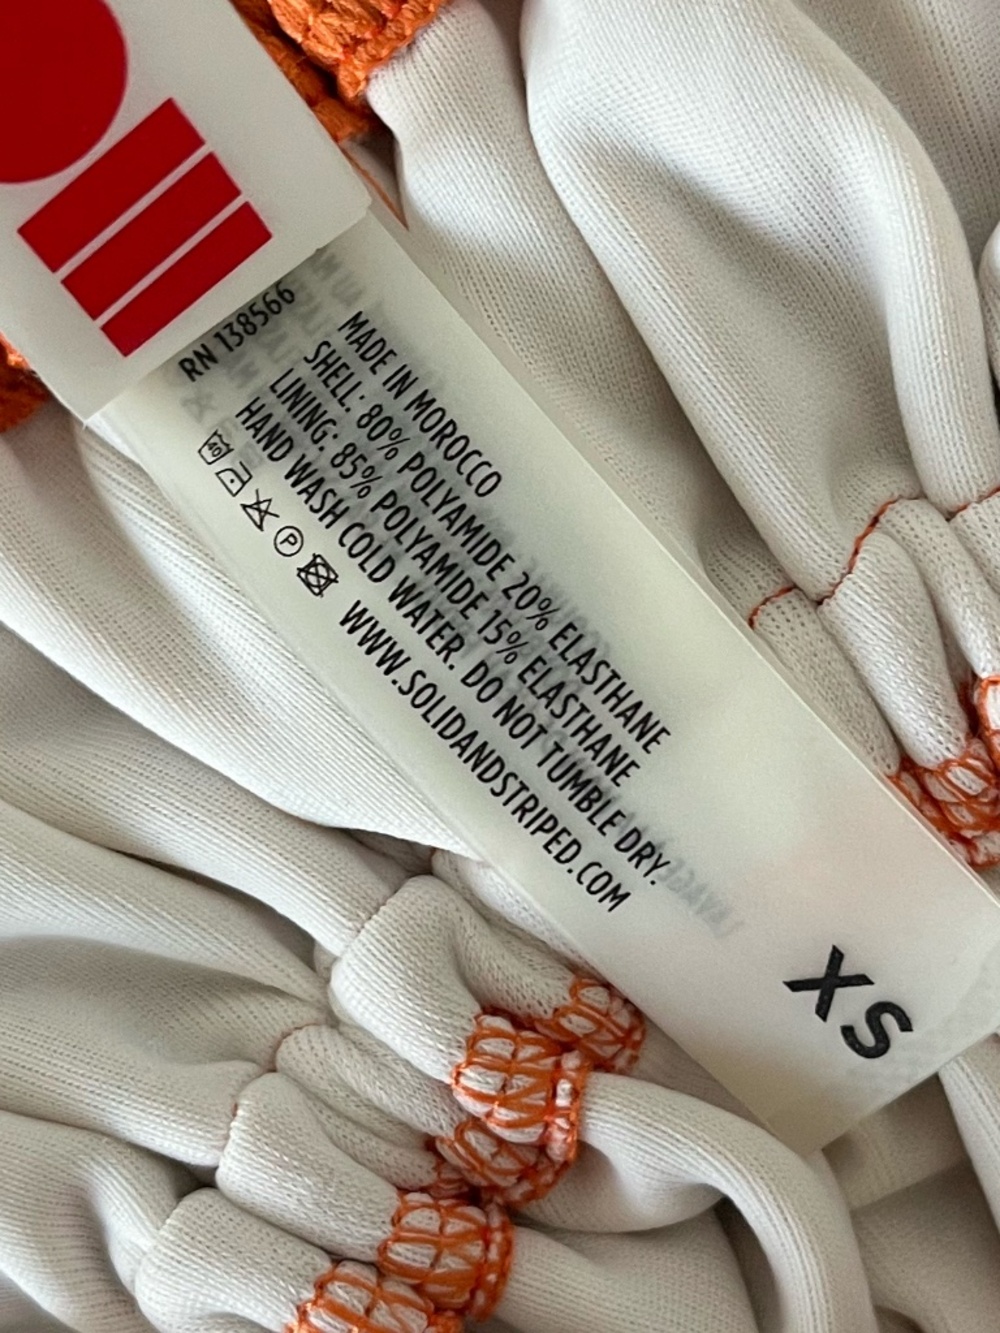 RN 138566
MADE IN MOROCCO
SHELL: 80% POLYAMIDE 20% ELASTHANE
LINING: 85% POLYAMIDE 15% ELASTHANE
HAND WASH COLD WATER. DO NOT TUMBLE DRY.
40
P
WWW.SOLIDANDSTRIPED.COM
XS